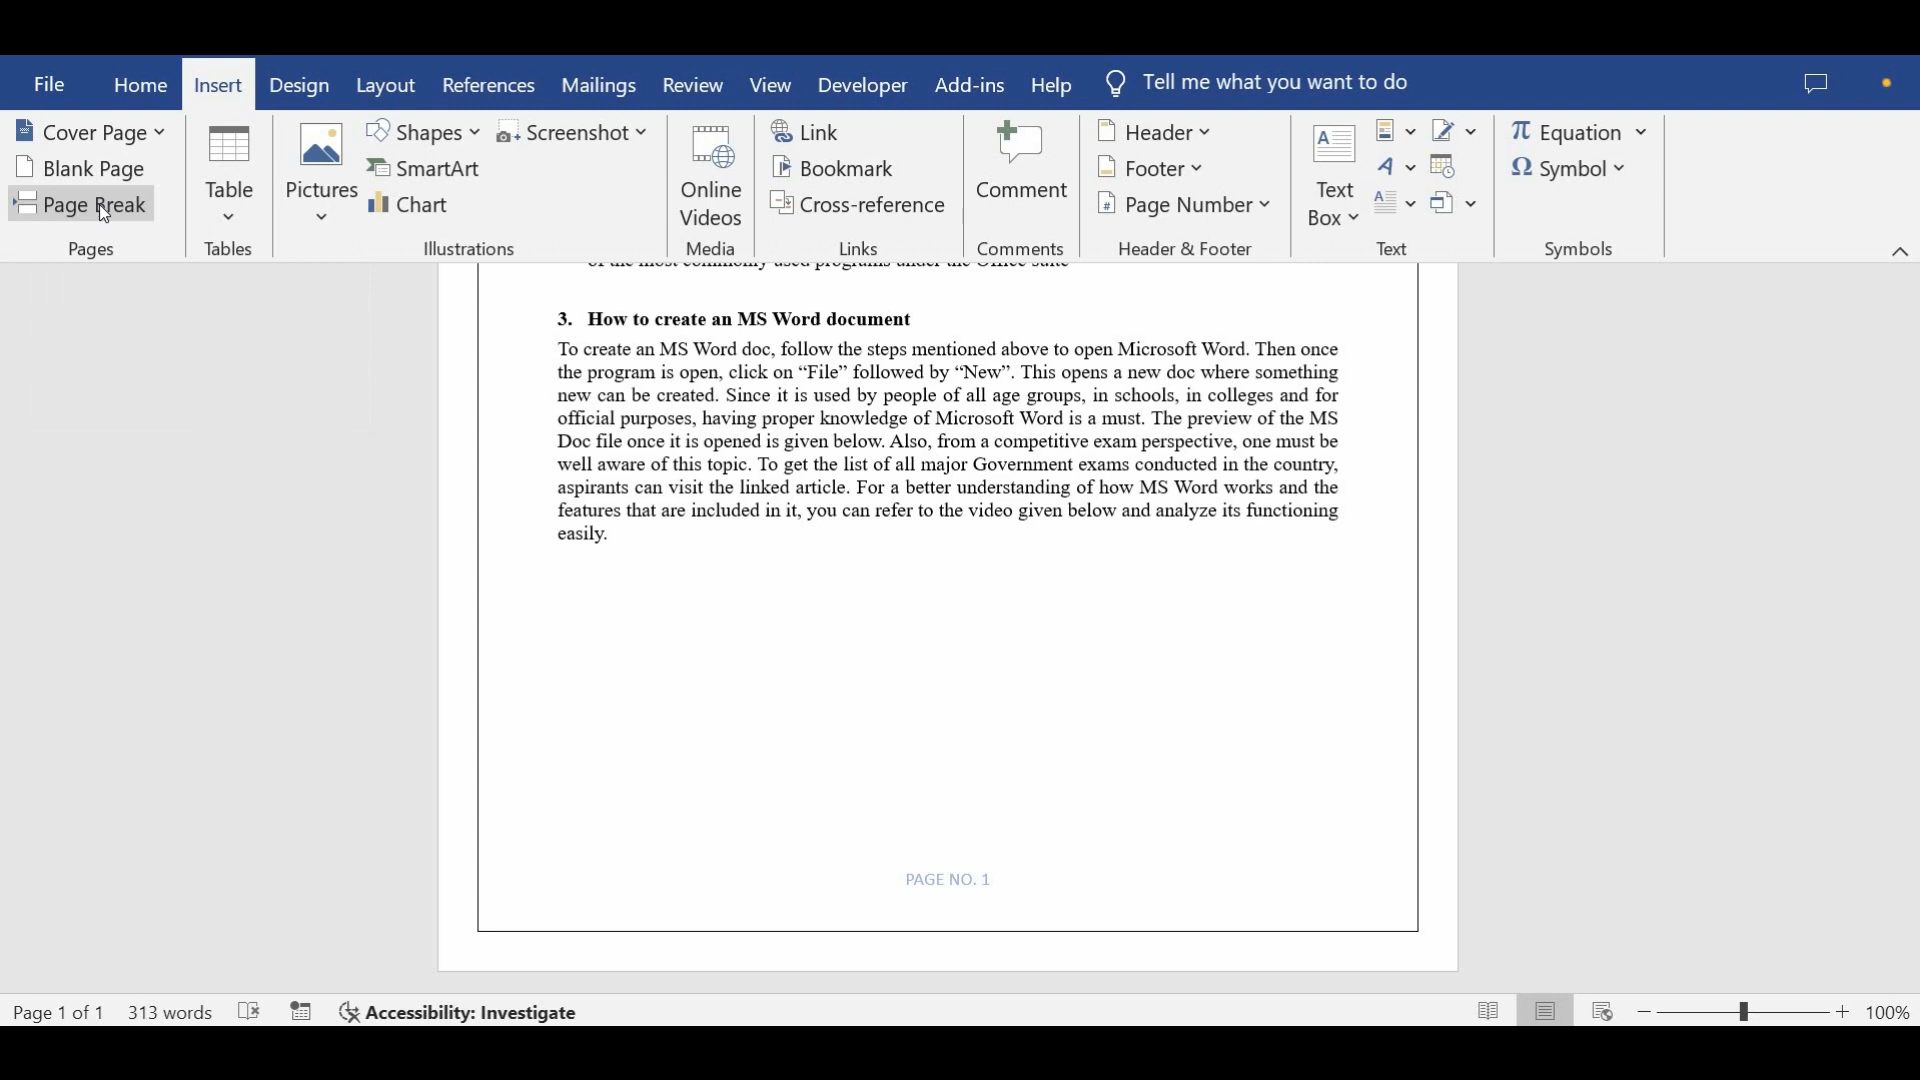 File Home Insert Design Layout References Mailings Review View Developer Add-ins Help Tell me what you want to do
Cover Page
Blank Page
Page Break
Pages
Table
Tables
Pictures
Shapes
SmartArt
Chart
Screenshot
Illustrations
Online
Videos
Media
Link
Bookmark
Cross-reference
Links
Comment
Comments
Header
Footer
Page Number
Header & Footer
Text
Box
Text
Equation
Symbol
Symbols
of the most commonly used programs under the Office suite
3. How to create an MS Word document
To create an MS Word doc, follow the steps mentioned above to open Microsoft Word. Then once
the program is open, click on “File” followed by “New”. This opens a new doc where something
new can be created. Since it is used by people of all age groups, in schools, in colleges and for
official purposes, having proper knowledge of Microsoft Word is a must. The preview of the MS
Doc file once it is opened is given below. Also, from a competitive exam perspective, one must be
well aware of this topic. To get the list of all major Government exams conducted in the country,
aspirants can visit the linked article. For a better understanding of how MS Word works and the
features that are included in it, you can refer to the video given below and analyze its functioning
easily.
PAGE NO. 1
Page 1 of 1 313 words Accessibility: Investigate 100%